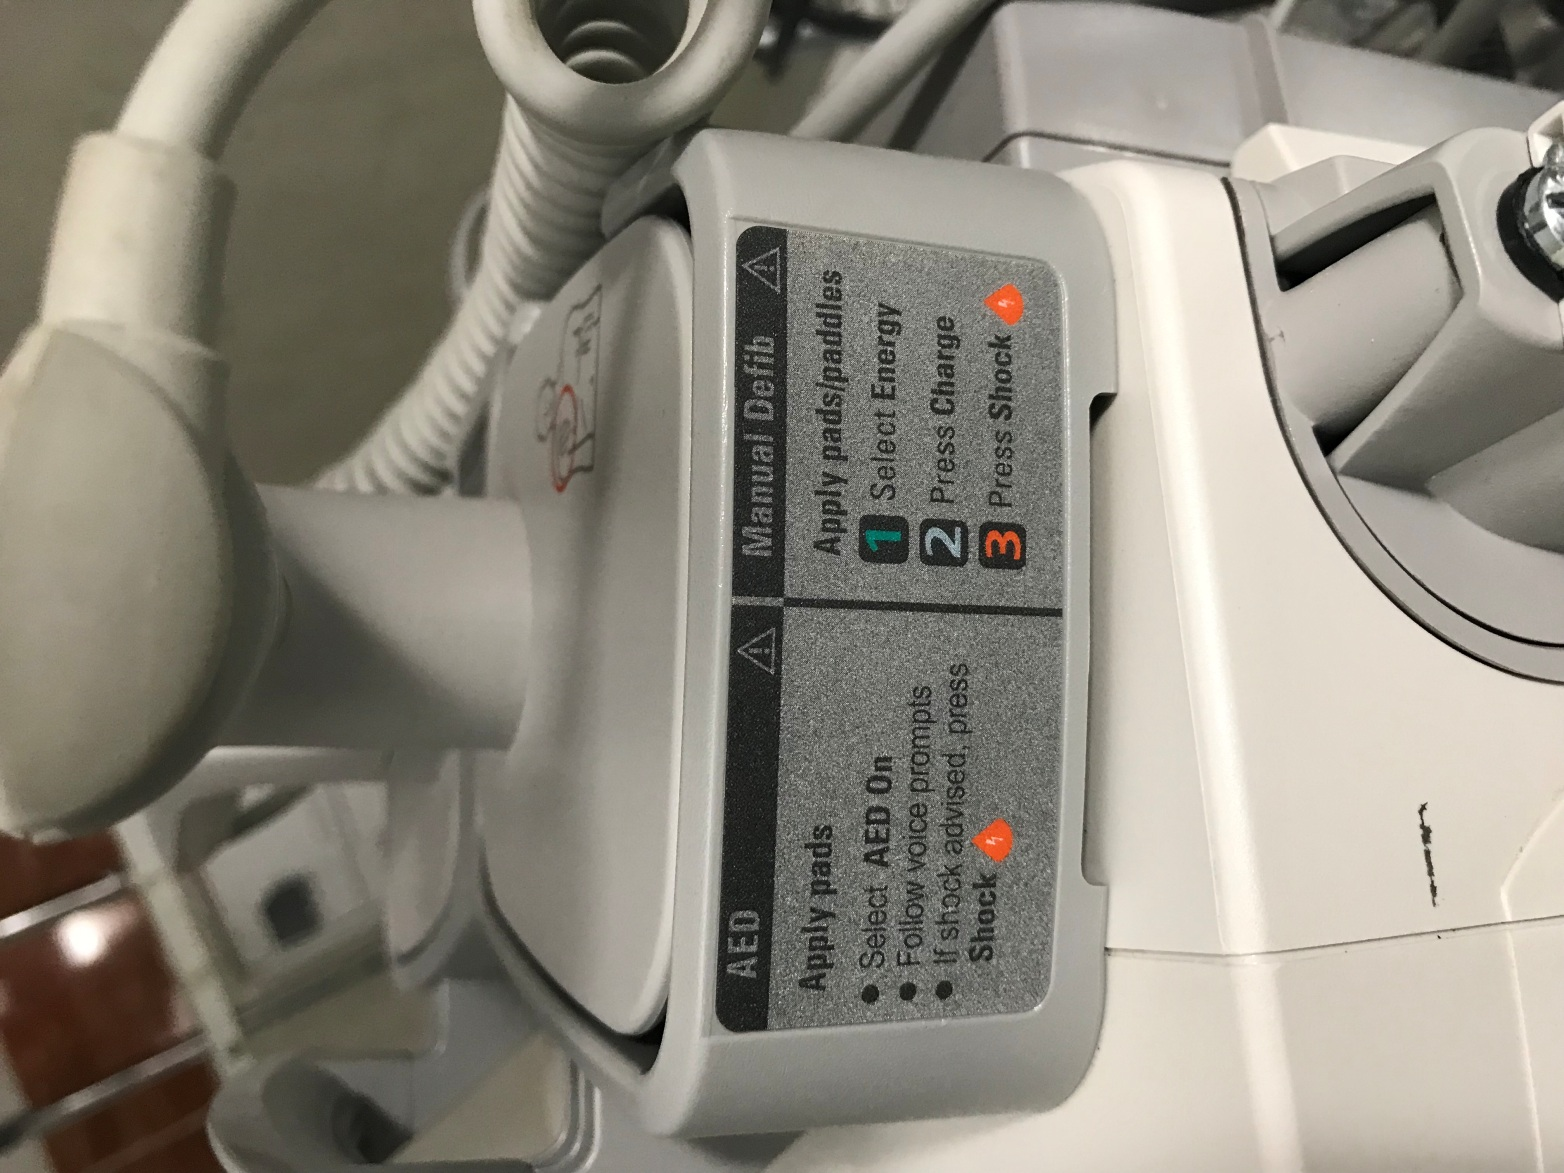 AED
Apply pads
• Select AED On
• Follow voice prompts
• If shock advised, press
Shock
Manual Defib
Apply pads/paddles
1 Select Energy
2 Press Charge
3 Press Shock